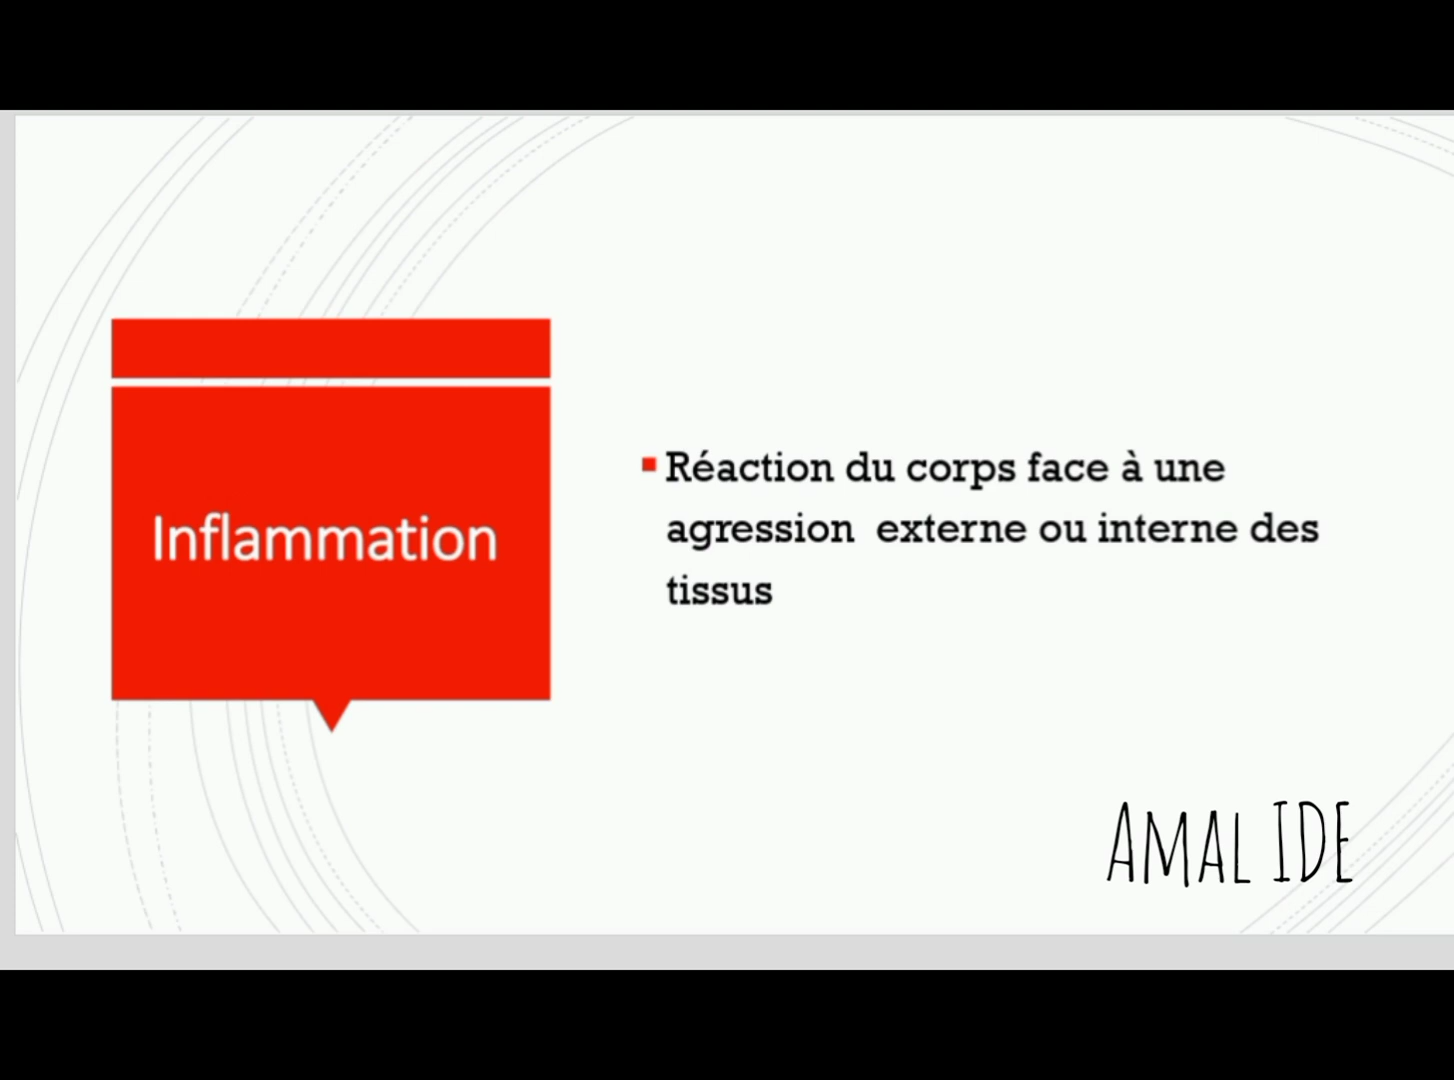 Inflammation
Réaction du corps face à une
agression externe ou interne des
tissus
AMAL IDE